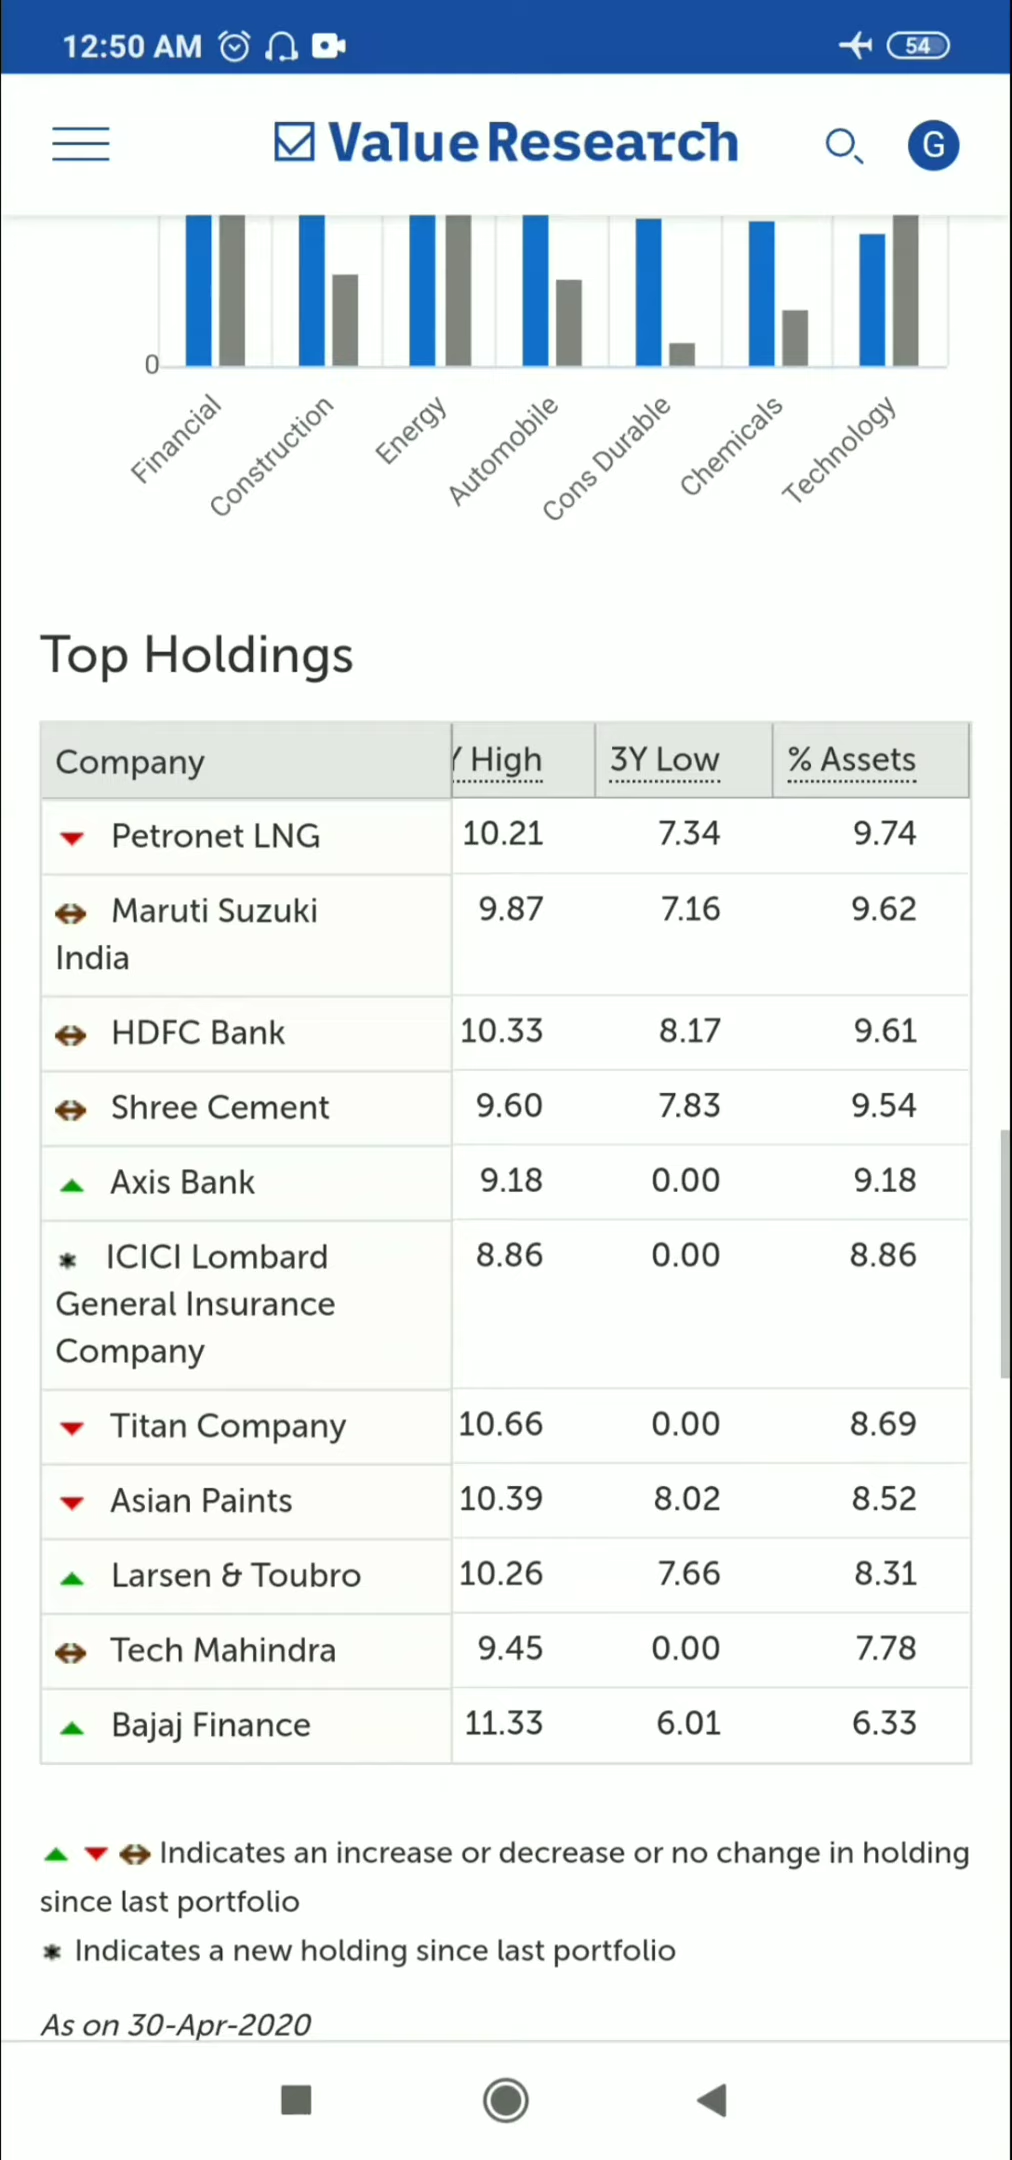 12:50 AM 54
Value Research G
0
Financial
Construction
Energy
Automobile
Cons Durable
Chemicals
Technology
Top Holdings
Company High 3Y Low % Assets
Petronet LNG 10.21 7.34 9.74
Maruti Suzuki 9.87 7.16 9.62
India
HDFC Bank 10.33 8.17 9.61
Shree Cement 9.60 7.83 9.54
Axis Bank 9.18 0.00 9.18
* ICICI Lombard 8.86 0.00 8.86
General Insurance
Company
Titan Company 10.66 0.00 8.69
Asian Paints 10.39 8.02 8.52
Larsen & Toubro 10.26 7.66 8.31
Tech Mahindra 9.45 0.00 7.78
Bajaj Finance 11.33 6.01 6.33
Indicates an increase or decrease or no change in holding
since last portfolio
* Indicates a new holding since last portfolio
As on 30-Apr-2020